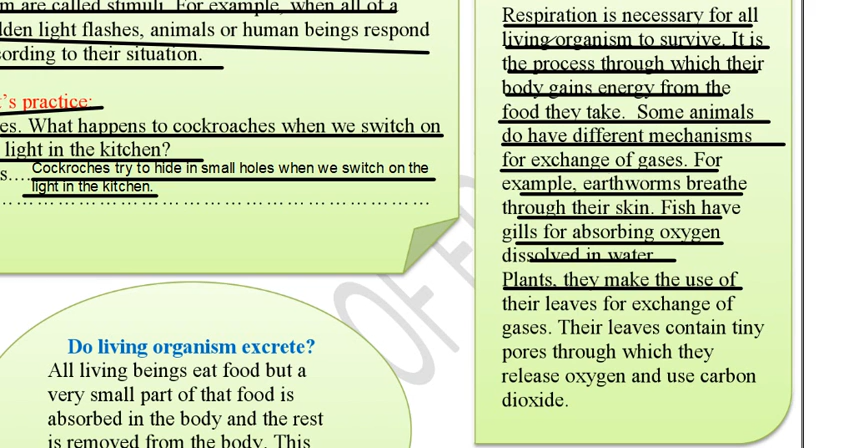 m are called stimuli. For example, when all of a
dden light flashes, animals or human beings respond
cording to their situation.
t's practice:
es. What happens to cockroaches when we switch on
light in the kitchen?
s.... Cockroches try to hide in small holes when we switch on the
light in the kitchen.
Do living organism excrete?
All living beings eat food but a
very small part of that food is
absorbed in the body and the rest
is removed from the body. This
Respiration is necessary for all
living organism to survive. It is
the process through which their
body gains energy from the
food they take. Some animals
do have different mechanisms
for exchange of gases. For
example, earthworms breathe
through their skin. Fish have
gills for absorbing oxygen
dissolved in water.
Plants, they make the use of
their leaves for exchange of
gases. Their leaves contain tiny
pores through which they
release oxygen and use carbon
dioxide.